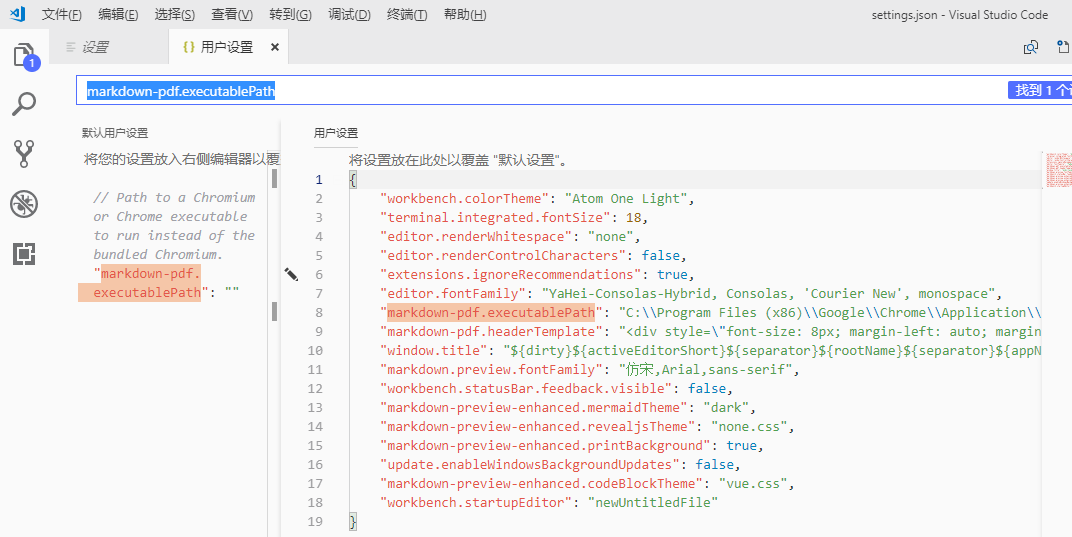 文件(F) 编辑(E) 选择(S) 查看(V) 转到(G) 调试(D) 终端(T) 帮助(H) settings.json - Visual Studio Code
设置 {} 用户设置 ×
1
markdown-pdf.executablePath 找到 1 个
默认用户设置
将您的设置放入右侧编辑器以覆
// Path to a Chromium
or Chrome executable
to run instead of the
bundled Chromium.
"markdown-pdf.
executablePath": ""
用户设置
将设置放在此处以覆盖 "默认设置"。
1 {
2 "workbench.colorTheme": "Atom One Light",
3 "terminal.integrated.fontSize": 18,
4 "editor.renderWhitespace": "none",
5 "editor.renderControlCharacters": false,
6 "extensions.ignoreRecommendations": true,
7 "editor.fontFamily": "YaHei-Consolas-Hybrid, Consolas, 'Courier New', monospace",
8 "markdown-pdf.executablePath": "C:\\Program Files (x86)\\Google\\Chrome\\Application\\
9 "markdown-pdf.headerTemplate": "<div style=\"font-size: 8px; margin-left: auto; margin
10 "window.title": "${dirty}${activeEditorShort}${separator}${rootName}${separator}${appN
11 "markdown.preview.fontFamily": "仿宋,Arial,sans-serif",
12 "workbench.statusBar.feedback.visible": false,
13 "markdown-preview-enhanced.mermaidTheme": "dark",
14 "markdown-preview-enhanced.revealjsTheme": "none.css",
15 "markdown-preview-enhanced.printBackground": true,
16 "update.enableWindowsBackgroundUpdates": false,
17 "markdown-preview-enhanced.codeBlockTheme": "vue.css",
18 "workbench.startupEditor": "newUntitledFile"
19 }